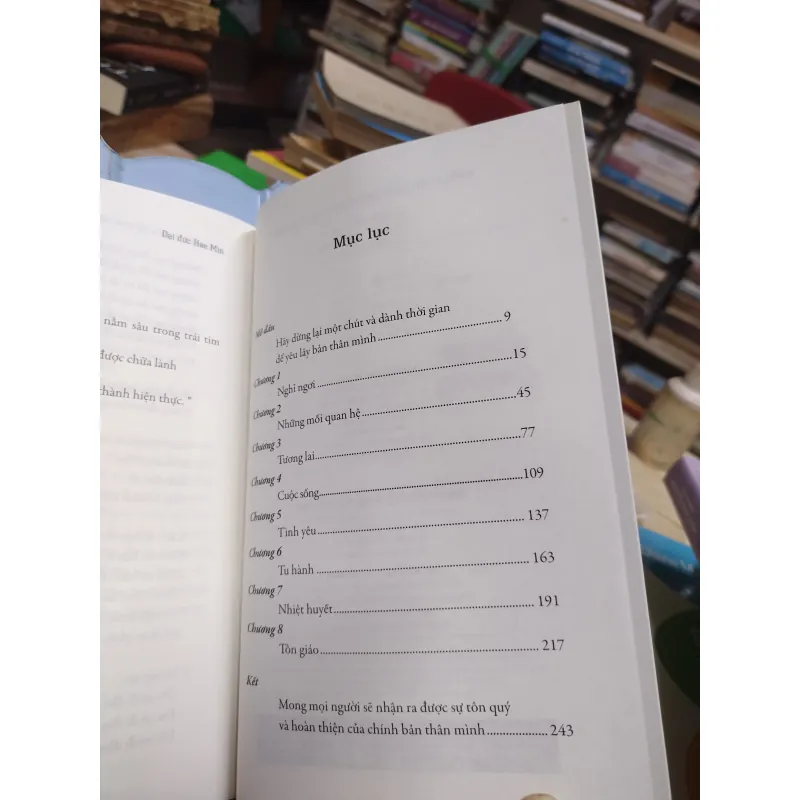 Đại đức Hae Min
nằm sâu trong trái tim
được chữa lành
thành hiện thực. "
Mục lục
Mở đầu
Hãy dừng lại một chút và dành thời gian
để yêu lấy bản thân mình 9
Chương 1
Nghỉ ngơi 15
Chương 2
Những mối quan hệ 45
Chương 3
Tương lai 77
Chương 4
Cuộc sống 109
Chương 5
Tình yêu 137
Chương 6
Tu hành 163
Chương 7
Nhiệt huyết 191
Chương 8
Tôn giáo 217
Kết
Mong mọi người sẽ nhận ra được sự tôn quý
và hoàn thiện của chính bản thân mình 243